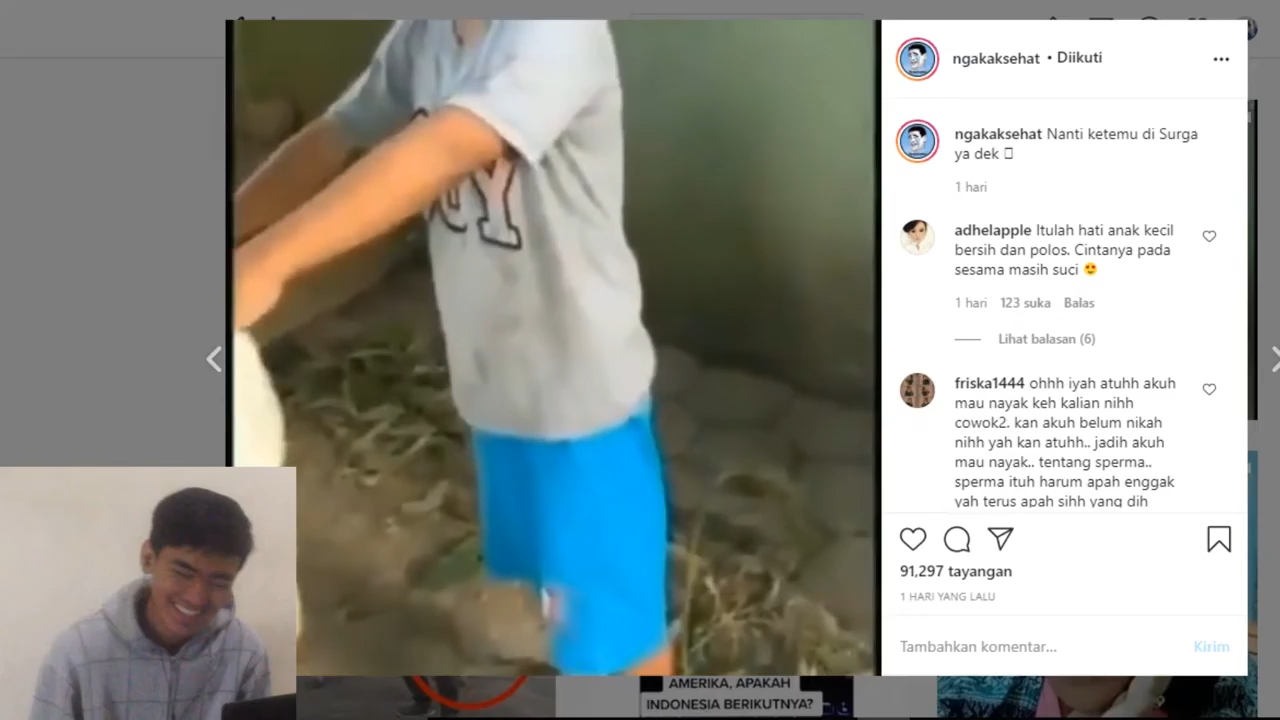 ngakaksehat • Diikuti
ngakaksehat Nanti ketemu di Surga
ya dek
1 hari
adhelapple Itulah hati anak kecil
bersih dan polos. Cintanya pada
sesama masih suci 😍
1 hari 123 suka Balas
Lihat balasan (6)
friska1444 ohhh iyah atuhh akuh
mau nayak keh kalian nihh
cowok2. kan akuh belum nikah
nihh yah kan atuhh.. jadih akuh
mau nayak.. tentang sperma..
sperma ituh harum apah enggak
yah terus apah sihh yang dih
91,297 tayangan
1 HARI YANG LALU
Tambahkan komentar... Kirim
AMERIKA, APAKAH
INDONESIA BERIKUTNYA?